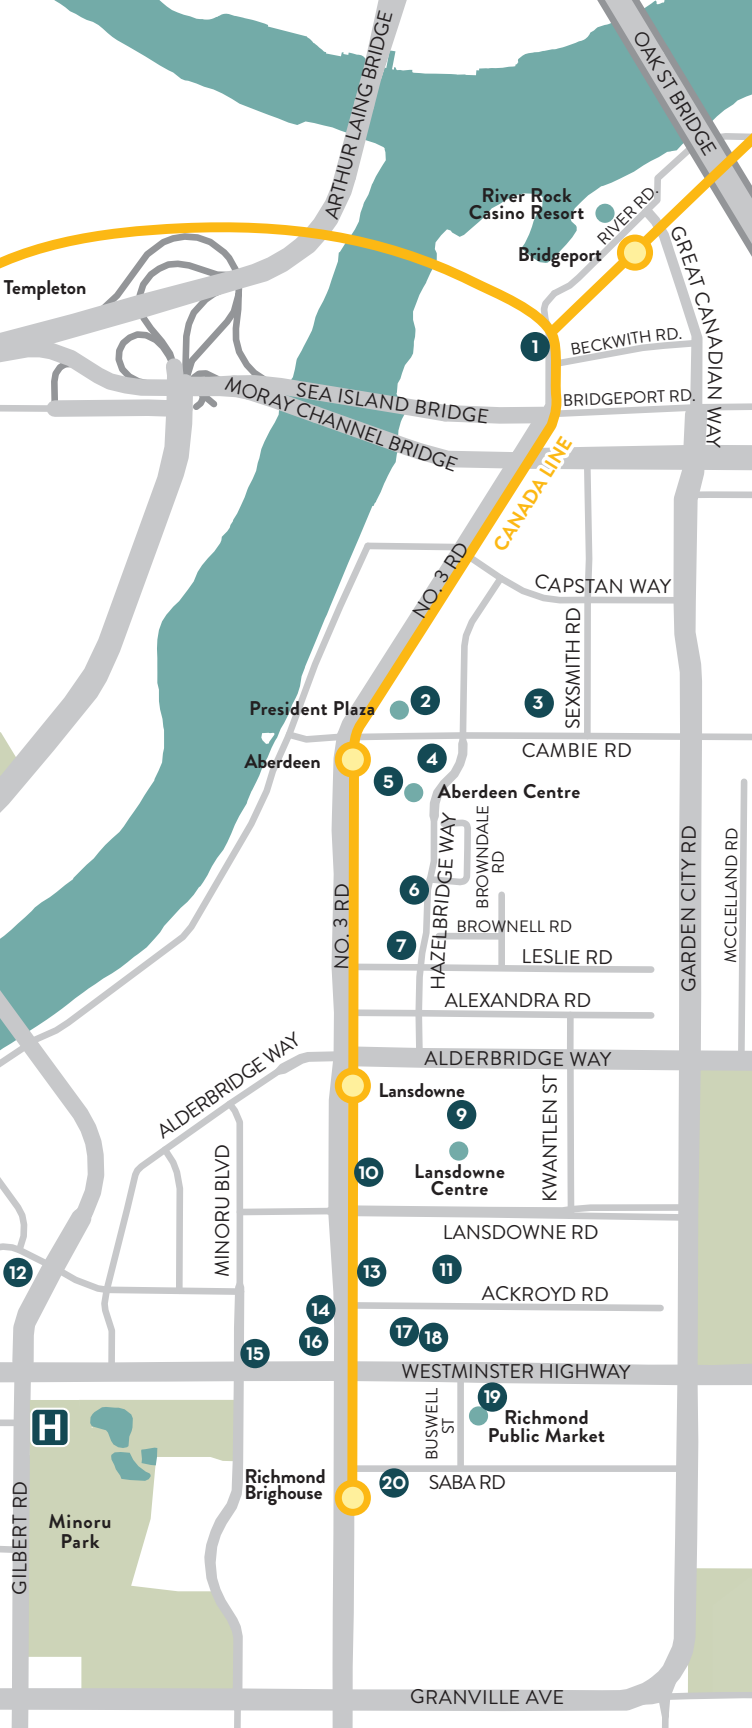 ARTHUR LAING BRIDGE
OAK ST BRIDGE
River Rock
Casino Resort
RIVER RD.
Bridgeport
GREAT CANADIAN WAY
Templeton
1
BECKWITH RD.
SEA ISLAND BRIDGE
MORAY CHANNEL BRIDGE
BRIDGEPORT RD.
CANADA LINE
NO. 3 RD
CAPSTAN WAY
SEXSMITH RD
President Plaza
2
3
CAMBIE RD
Aberdeen
4
5
Aberdeen Centre
HAZELBRIDGE WAY
BROWNDALE
RD
GARDEN CITY RD
MCCLELLAND RD
6
NO. 3 RD
7
BROWNELL RD
LESLIE RD
ALEXANDRA RD
ALDERBRIDGE WAY
ALDERBRIDGE WAY
Lansdowne
9
KWANTLEN ST
MINORU BLVD
10
Lansdowne
Centre
LANSDOWNE RD
12
13
11
ACKROYD RD
14
16
17
18
15
WESTMINSTER HIGHWAY
19
BUSWELL
ST
Richmond
Public Market
H
Richmond
Brighouse
20
SABA RD
GILBERT RD
Minoru
Park
GRANVILLE AVE